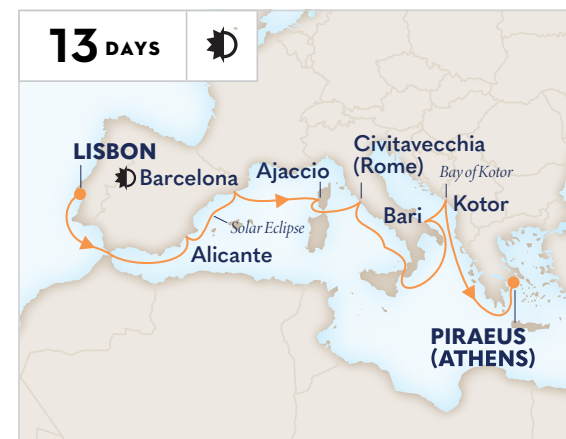 13 DAYS
LISBON
Barcelona
Ajaccio
Civitavecchia
(Rome)
Bay of Kotor
Kotor
Bari
Solar Eclipse
Alicante
PIRAEUS
(ATHENS)